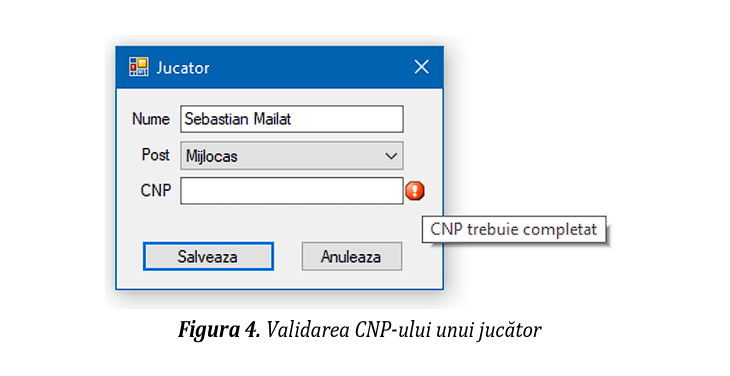 Jucator
Nume Sebastian Mailat
Post Mijlocas
CNP
CNP trebuie completat
Salveaza Anuleaza
Figura 4. Validarea CNP-ului unui jucător